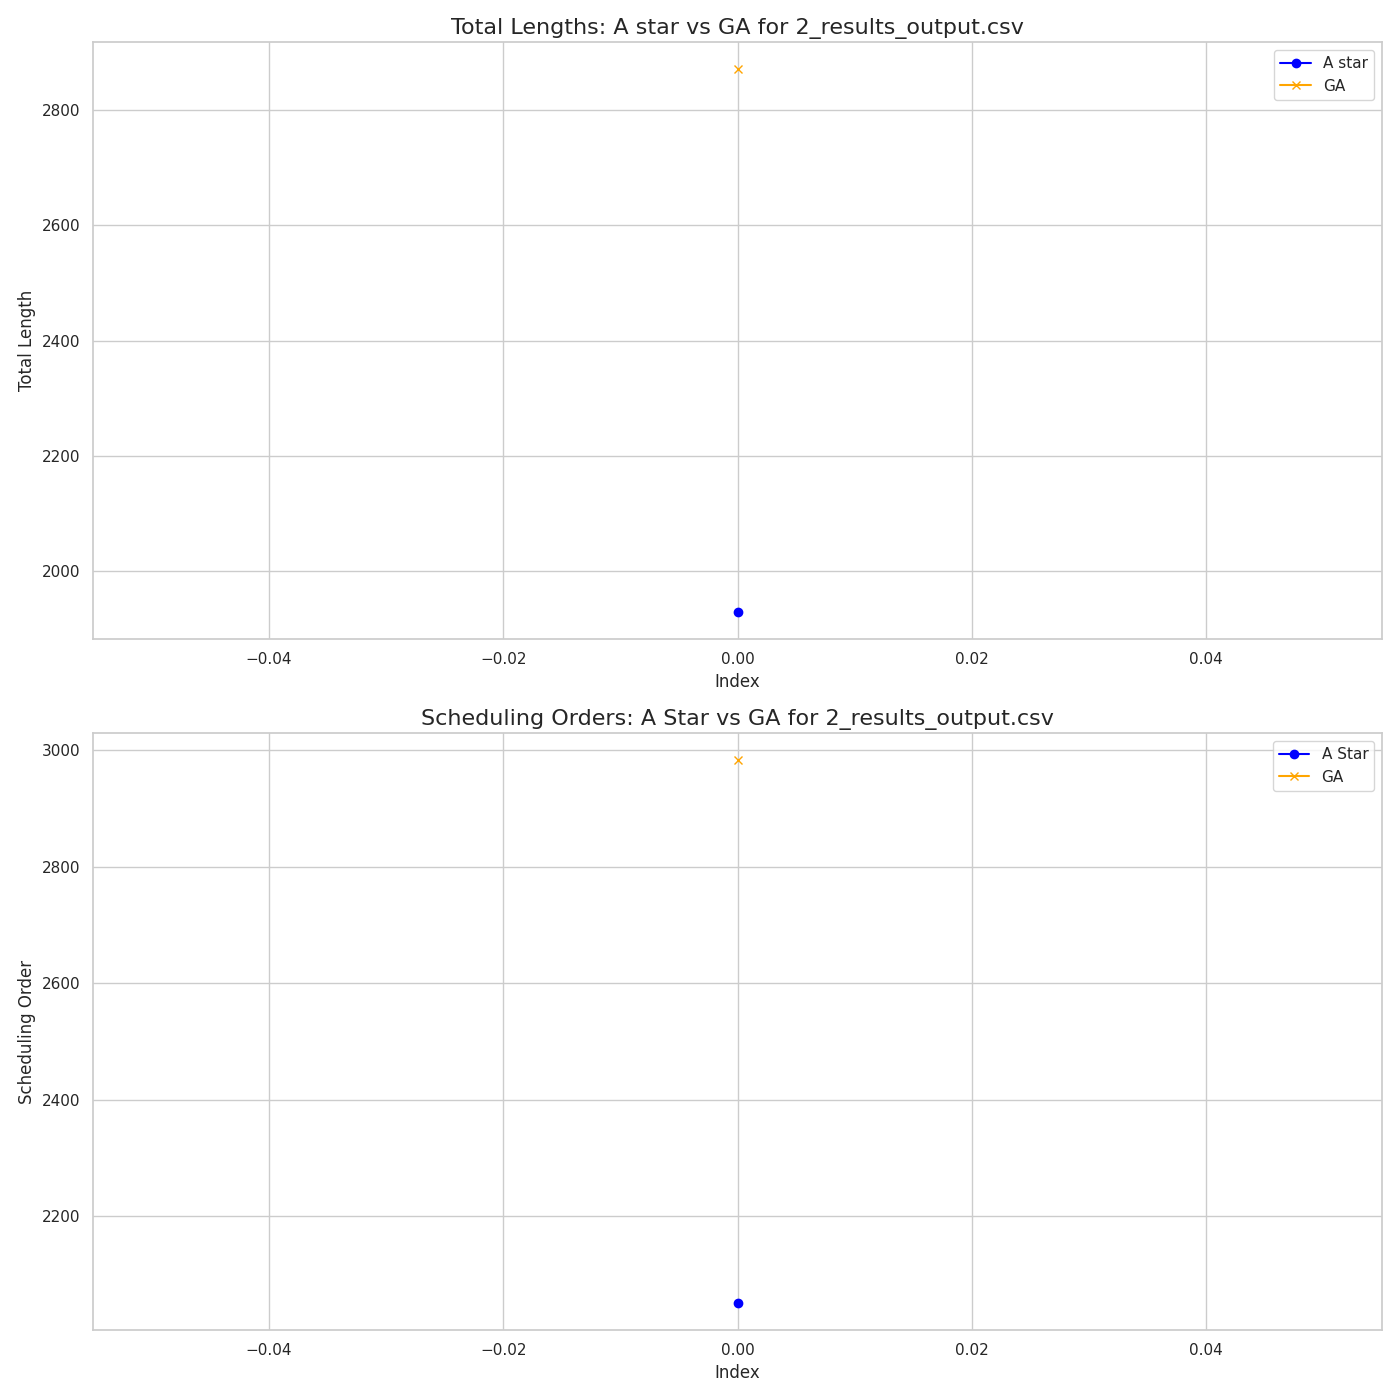 Total Lengths: A star vs GA for 2_results_output.csv
A star
GA
2800
2600
2400
2200
2000
Total Length
−0.04 −0.02 0.00 0.02 0.04
Index
Scheduling Orders: A Star vs GA for 2_results_output.csv
A Star
GA
3000
2800
2600
2400
2200
Scheduling Order
−0.04 −0.02 0.00 0.02 0.04
Index